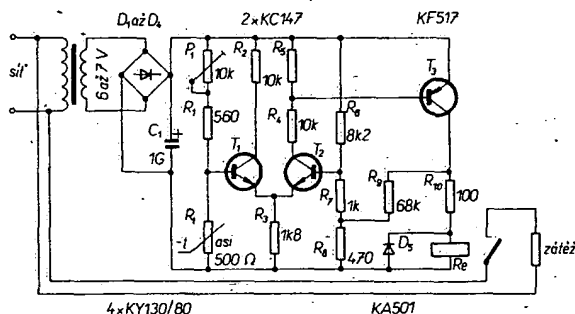 D₁ až D₄
2×KC147
KF517
síť
6 až 7 V
P₁
10k
R₁
560
C₁
+
1G
R₂
10k
R₅
R₄
10k
R₆
8k2
T₃
T₁
T₂
R₇
1k
R₉
68k
R₁₀
100
Rₜ
-t
asi
500 Ω
R₃
1k8
R₈
470
D₅
Re
zátěž
4×KY130/80
KA501